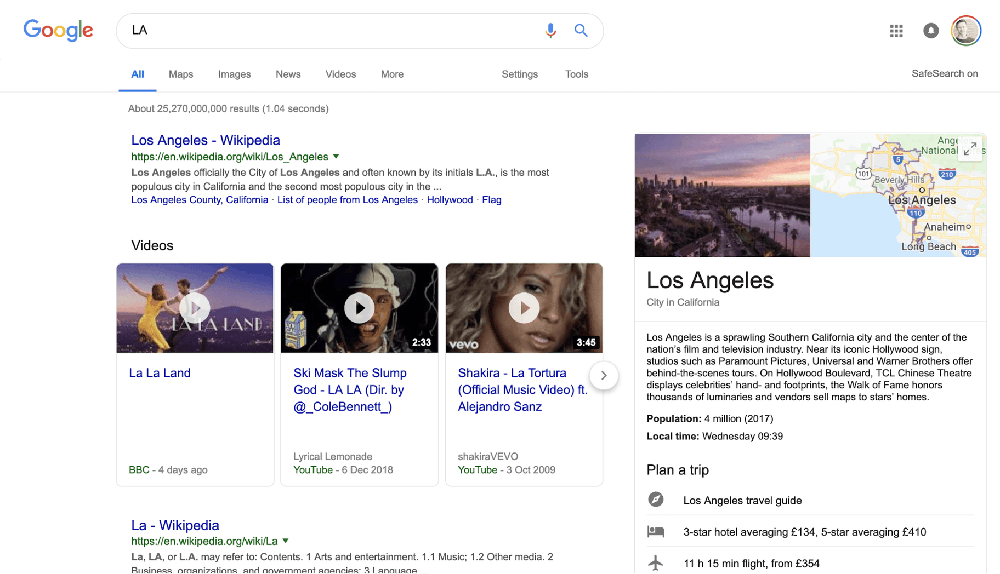 Google
LA
All
Maps
Images
News
Videos
More
Settings
Tools
SafeSearch on
About 25,270,000,000 results (1.04 seconds)
Los Angeles - Wikipedia
https://en.wikipedia.org/wiki/Los_Angeles
Los Angeles officially the City of Los Angeles and often known by its initials L.A., is the most
populous city in California and the second most populous city in the ...
Los Angeles County, California · List of people from Los Angeles · Hollywood · Flag
Videos
LA LA LAND
La La Land
BBC - 4 days ago
LYRICAL
LEMONADE
2:33
Ski Mask The Slump
God - LA LA (Dir. by
@_ColeBennett_)
Lyrical Lemonade
YouTube - 6 Dec 2018
vevo
3:45
Shakira - La Tortura
(Official Music Video) ft.
Alejandro Sanz
shakiraVEVO
YouTube - 3 Oct 2009
La - Wikipedia
https://en.wikipedia.org/wiki/La
La, LA, or L.A. may refer to: Contents. 1 Arts and entertainment. 1.1 Music; 1.2 Other media. 2
Business, organizations, and government agencies; 3 Language ...
Angeles
National
5
101
210
Beverly Hills
Los Angeles
110
Anaheim
Long Beach
405
Los Angeles
City in California
Los Angeles is a sprawling Southern California city and the center of the
nation’s film and television industry. Near its iconic Hollywood sign,
studios such as Paramount Pictures, Universal and Warner Brothers offer
behind-the-scenes tours. On Hollywood Boulevard, TCL Chinese Theatre
displays celebrities’ hand- and footprints, the Walk of Fame honors
thousands of luminaries and vendors sell maps to stars’ homes.
Population: 4 million (2017)
Local time: Wednesday 09:39
Plan a trip
Los Angeles travel guide
3-star hotel averaging £134, 5-star averaging £410
11 h 15 min flight, from £354